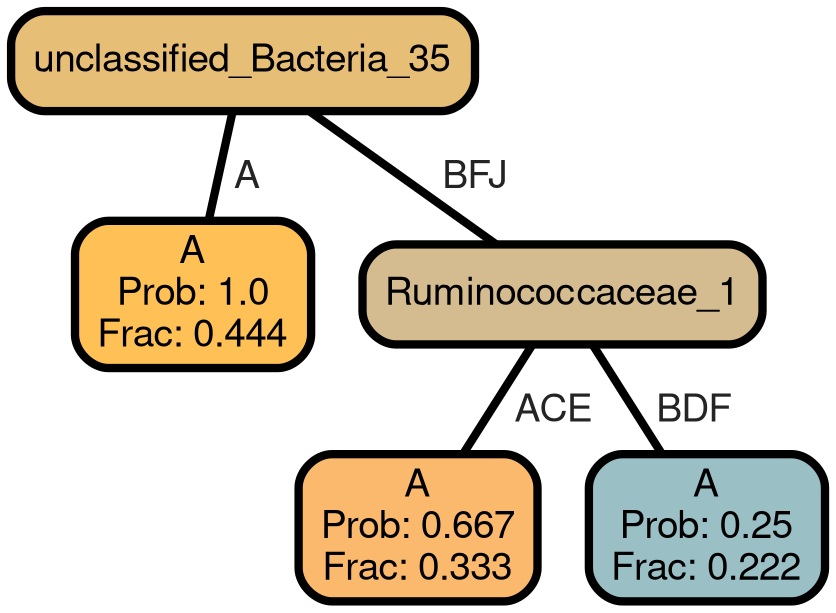 unclassified_Bacteria_35
A
BFJ
A
Prob: 1.0
Frac: 0.444
Ruminococcaceae_1
ACE
BDF
A
Prob: 0.667
Frac: 0.333
A
Prob: 0.25
Frac: 0.222